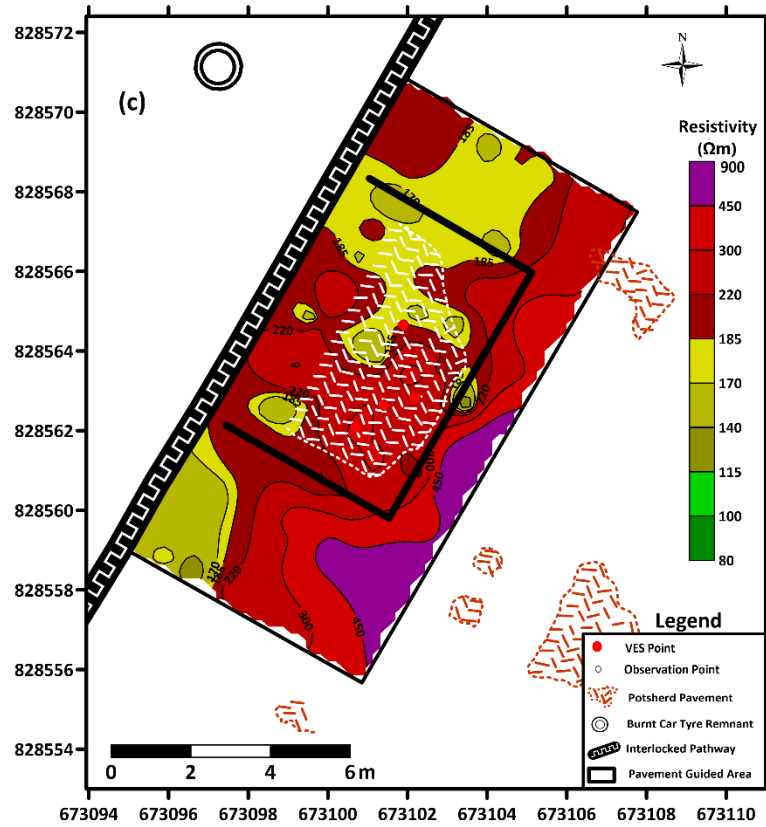 828572
828570
828568
828566
828564
828562
828560
828558
828556
828554
(c)
N
Resistivity
(Ωm)
900
450
300
220
185
170
140
115
100
80
185
170
185
185
220
220
185
220
450
170
185
220
300
450
Legend
VES Point
Observation Point
Potsherd Pavement
Burnt Car Tyre Remnant
Interlocked Pathway
Pavement Guided Area
0 2 4 6 m
673094 673096 673098 673100 673102 673104 673106 673108 673110